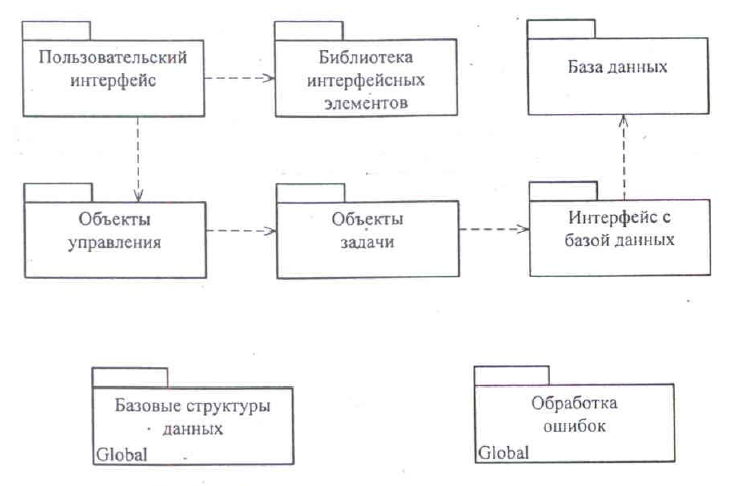 Пользовательский
интерфейс
Библиотека
интерфейсных
элементов
База данных
Объекты
управления
Объекты
задачи
Интерфейс с
базой данных
Базовые структуры
данных
Global
Обработка
ошибок
Global